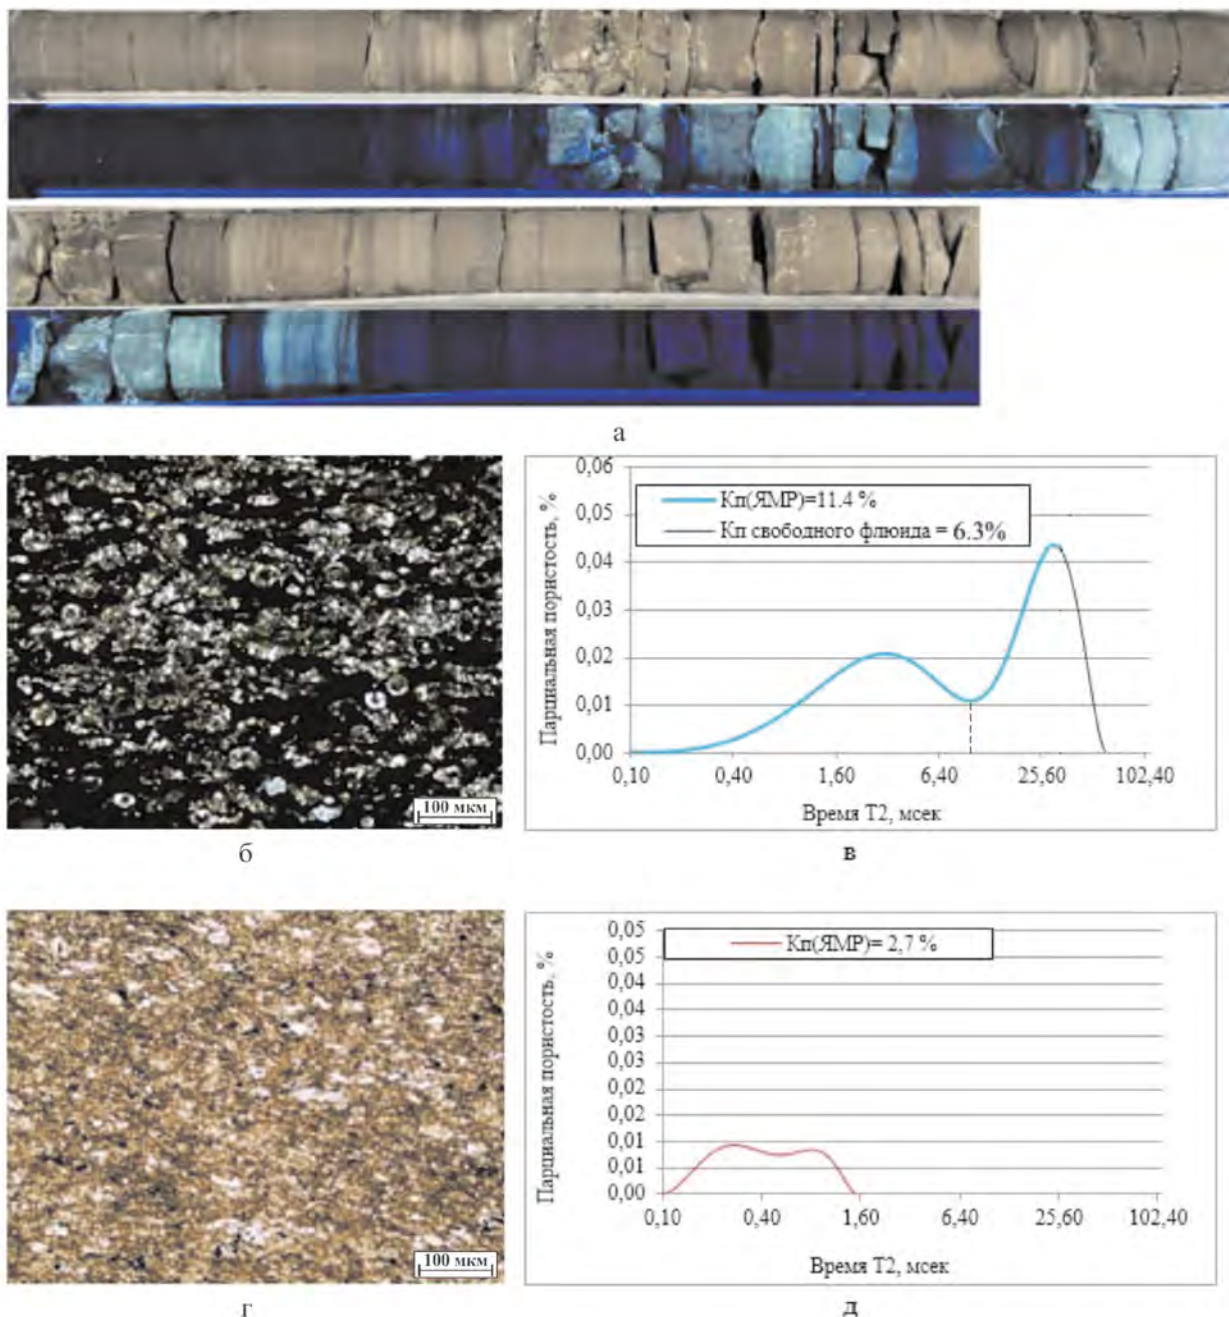 а
0,06
0,05
0,04
0,03
0,02
0,01
0,00
Парциальная пористость, %
Кп(ЯМР)=11.4 %
Кп свободного флюида = 6.3%
0,10 0,40 1,60 6,40 25,60 102,40
Время Т2, мсек
100 мкм
б
в
0,05
0,05
0,04
0,04
0,03
0,03
0,02
0,02
0,01
0,01
0,00
Парциальная пористость, %
Кп(ЯМР)= 2,7 %
0,10 0,40 1,60 6,40 25,60 102,40
Время Т2, мсек
100 мкм
г
д